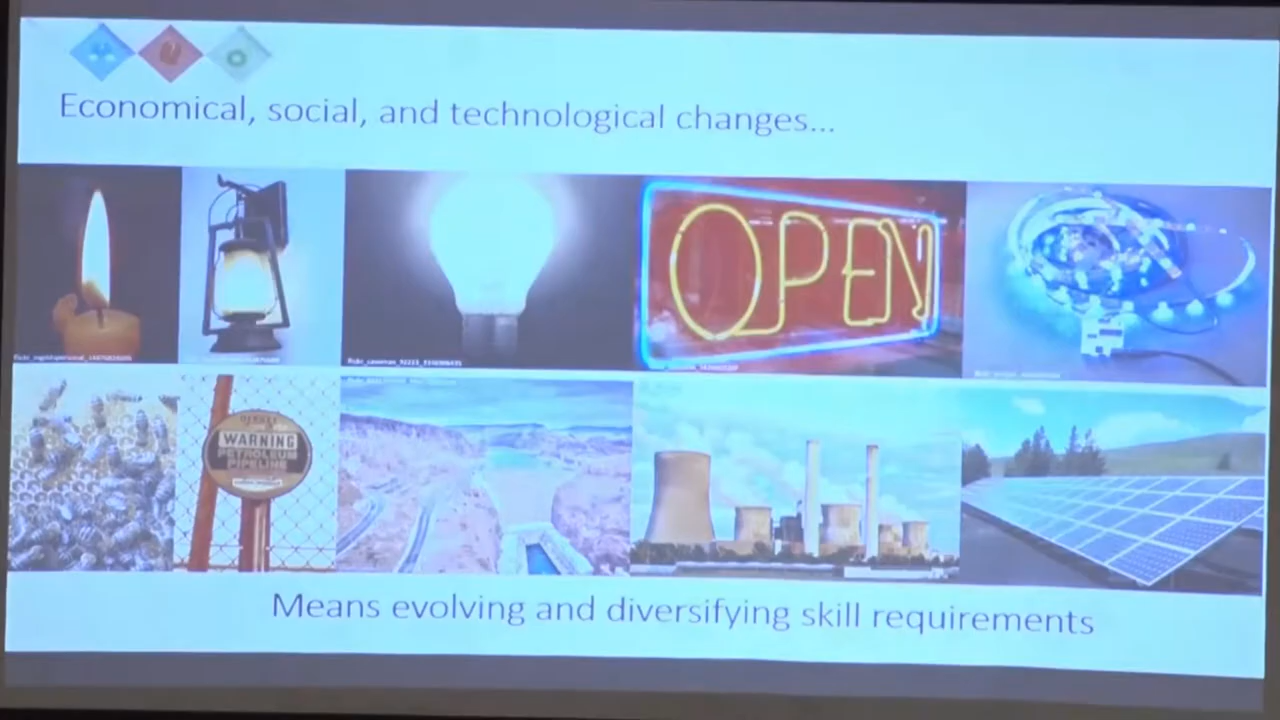 Economical, social, and technological changes...
OPEN
WARNING
PETROLEUM
PIPELINE
Means evolving and diversifying skill requirements